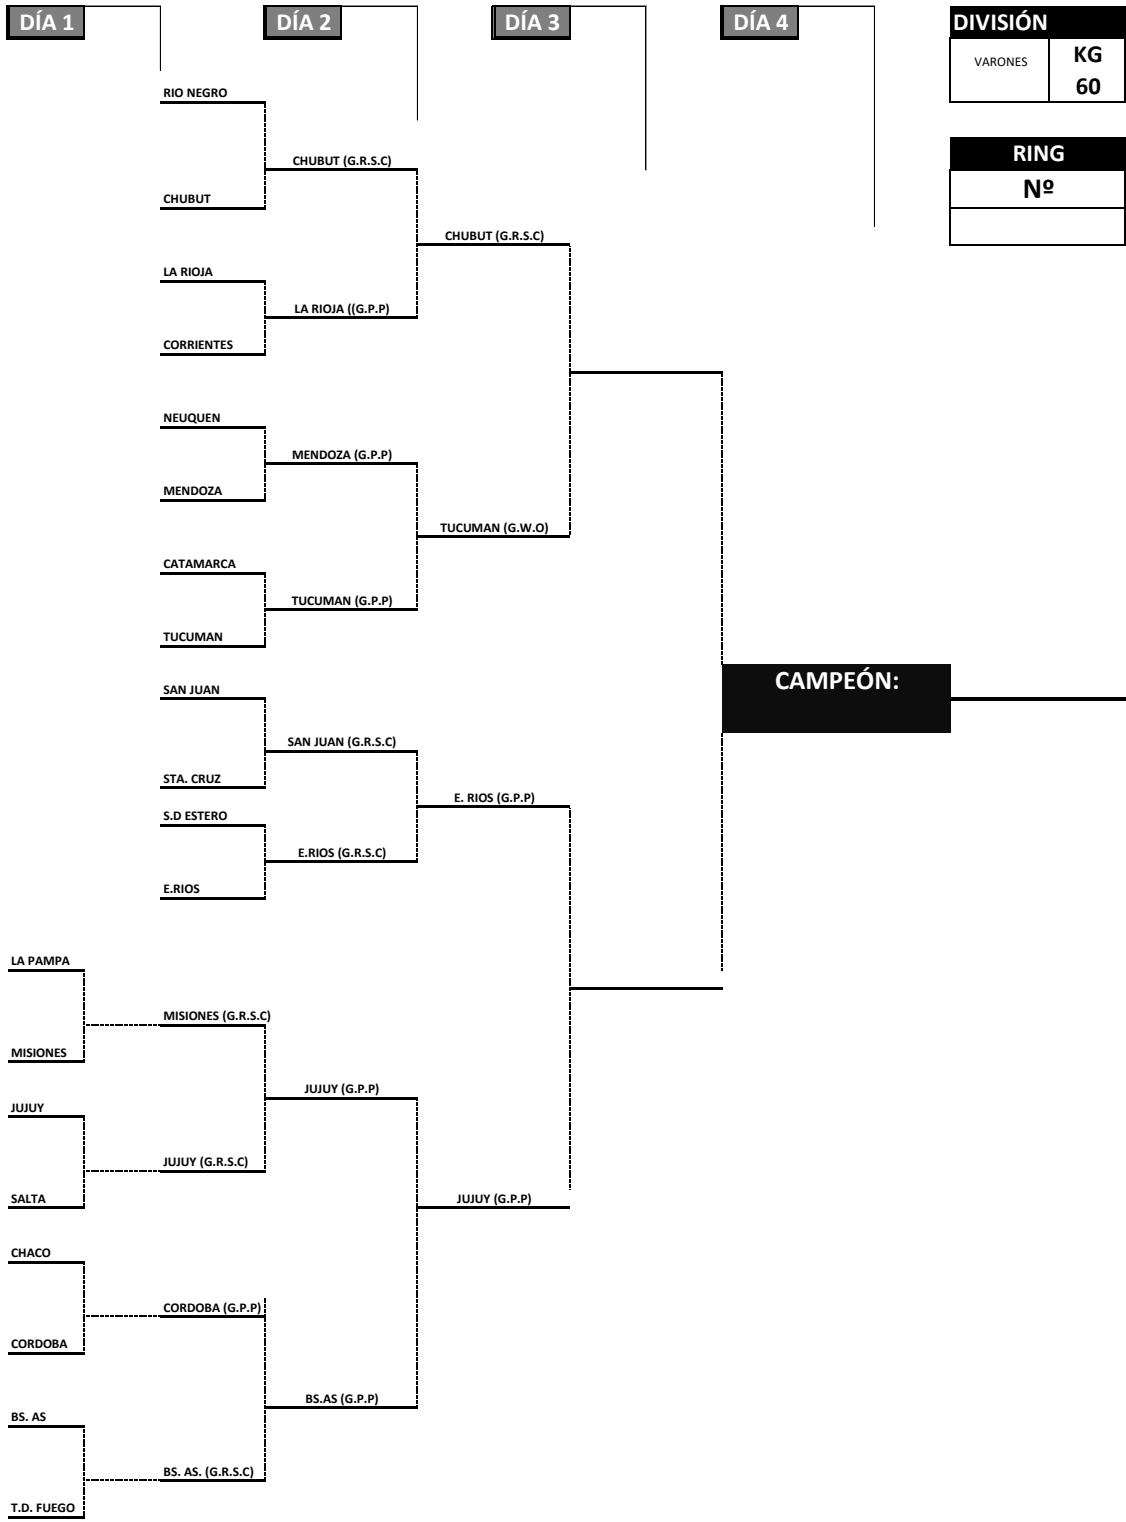 DÍA 1
DÍA 2
DÍA 3
DÍA 4
DIVISIÓN
VARONES
KG
60
RING
Nº
RIO NEGRO
CHUBUT (G.R.S.C)
CHUBUT
CHUBUT (G.R.S.C)
LA RIOJA
LA RIOJA ((G.P.P)
CORRIENTES
NEUQUEN
MENDOZA (G.P.P)
MENDOZA
TUCUMAN (G.W.O)
CATAMARCA
TUCUMAN (G.P.P)
TUCUMAN
CAMPEÓN:
SAN JUAN
SAN JUAN (G.R.S.C)
STA. CRUZ
E. RIOS (G.P.P)
S.D ESTERO
E.RIOS (G.R.S.C)
E.RIOS
LA PAMPA
MISIONES (G.R.S.C)
MISIONES
JUJUY (G.P.P)
JUJUY
JUJUY (G.R.S.C)
SALTA
JUJUY (G.P.P)
CHACO
CORDOBA (G.P.P)
CORDOBA
BS.AS (G.P.P)
BS. AS
BS. AS. (G.R.S.C)
T.D. FUEGO